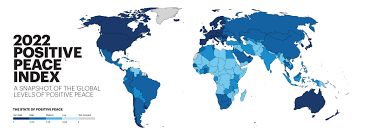 2022
POSITIVE
PEACE
INDEX
A SNAPSHOT OF THE GLOBAL
LEVELS OF POSITIVE PEACE
THE STATE OF POSITIVE PEACE